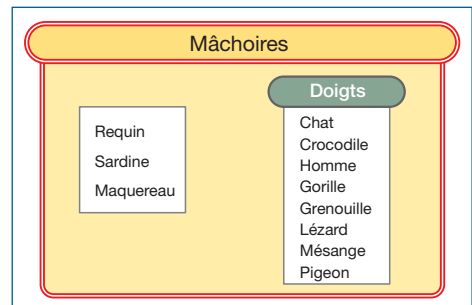 Mâchoires
Requin
Sardine
Maquereau
Doigts
Chat
Crocodile
Homme
Gorille
Grenouille
Lézard
Mésange
Pigeon